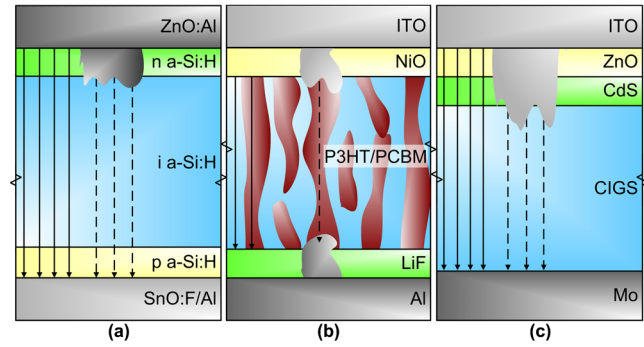 ZnO:Al
n a-Si:H
i a-Si:H
p a-Si:H
SnO:F/Al
(a)
ITO
NiO
P3HT/PCBM
LiF
Al
(b)
ITO
ZnO
CdS
CIGS
Mo
(c)